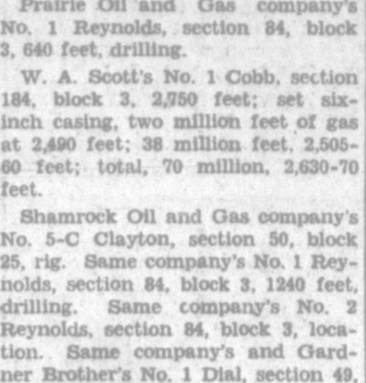 Prairie Oil and Gas company's
No. 1 Reynolds, section 84, block
3, 640 feet, drilling.
W. A. Scott's No. 1 Cobb, section
184, block 3, 2,750 feet; set six-
inch casing, two million feet of gas
at 2,490 feet; 38 million feet, 2,505-
60 feet; total, 70 million, 2,630-70
feet.
Shamrock Oil and Gas company's
No. 5-C Clayton, section 50, block
25, rig. Same company's No. 1 Rey-
nolds, section 84, block 3, 1240 feet,
drilling. Same company's No. 2
Reynolds, section 84, block 3, loca-
tion. Same company's and Gard-
ner Brother's No. 1 Dial, section 49,